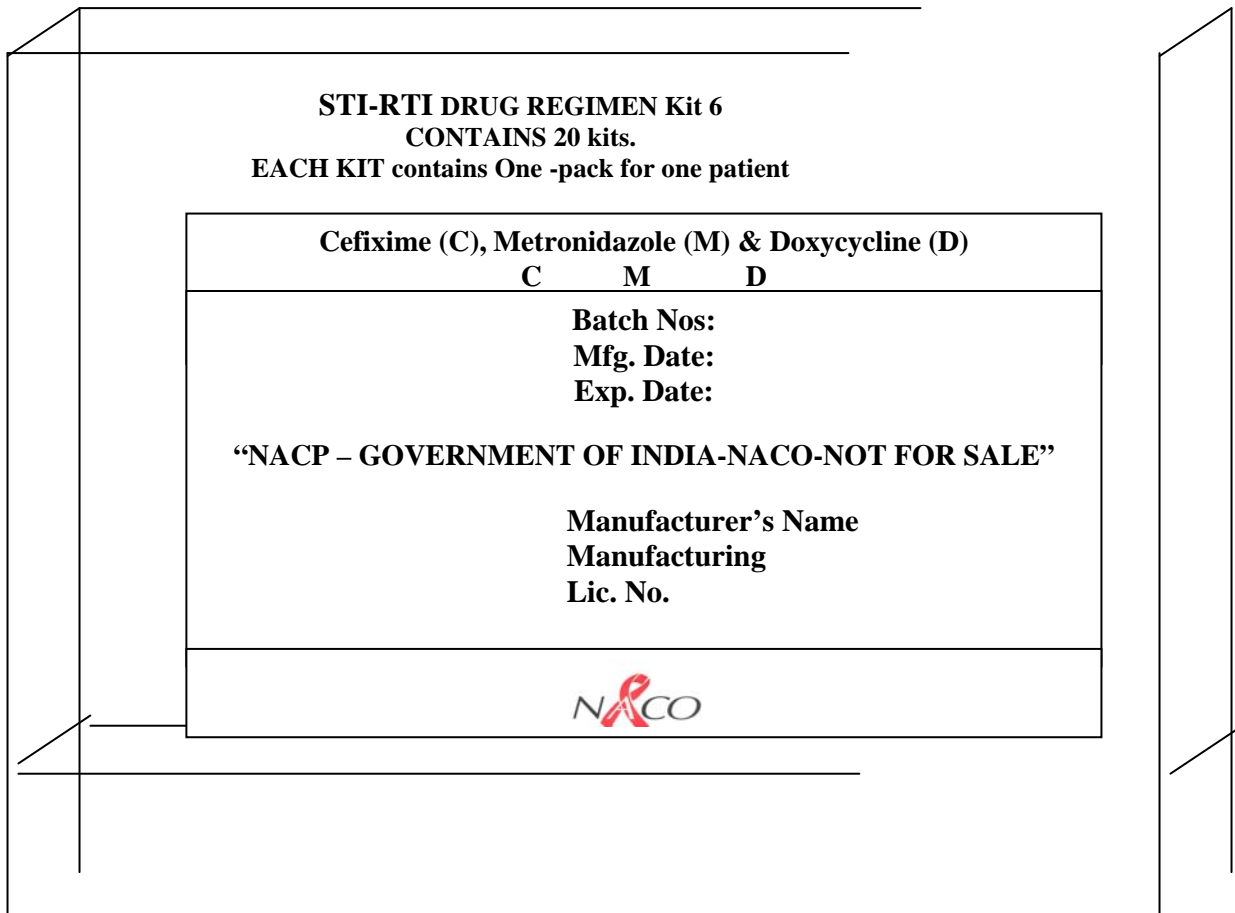 STI-RTI DRUG REGIMEN Kit 6
CONTAINS 20 kits.
EACH KIT contains One -pack for one patient
Cefixime (C), Metronidazole (M) & Doxycycline (D)
C M D
Batch Nos:
Mfg. Date:
Exp. Date:
“NACP – GOVERNMENT OF INDIA-NACO-NOT FOR SALE”
Manufacturer’s Name
Manufacturing
Lic. No.
NACO